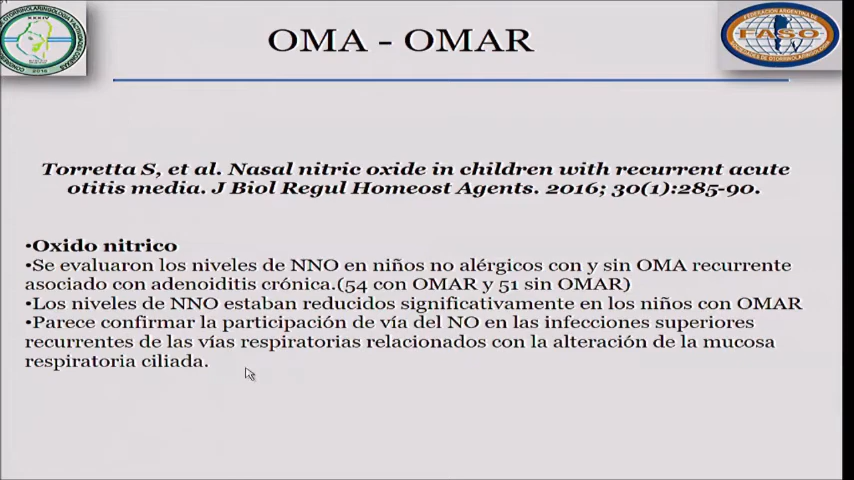 OMA - OMAR
FASO
Torretta S, et al. Nasal nitric oxide in children with recurrent acute
otitis media. J Biol Regul Homeost Agents. 2016; 30(1):285-90.
•Oxido nitrico
•Se evaluaron los niveles de NNO en niños no alérgicos con y sin OMA recurrente
asociado con adenoiditis crónica.(54 con OMAR y 51 sin OMAR)
•Los niveles de NNO estaban reducidos significativamente en los niños con OMAR
•Parece confirmar la participación de vía del NO en las infecciones superiores
recurrentes de las vías respiratorias relacionados con la alteración de la mucosa
respiratoria ciliada.